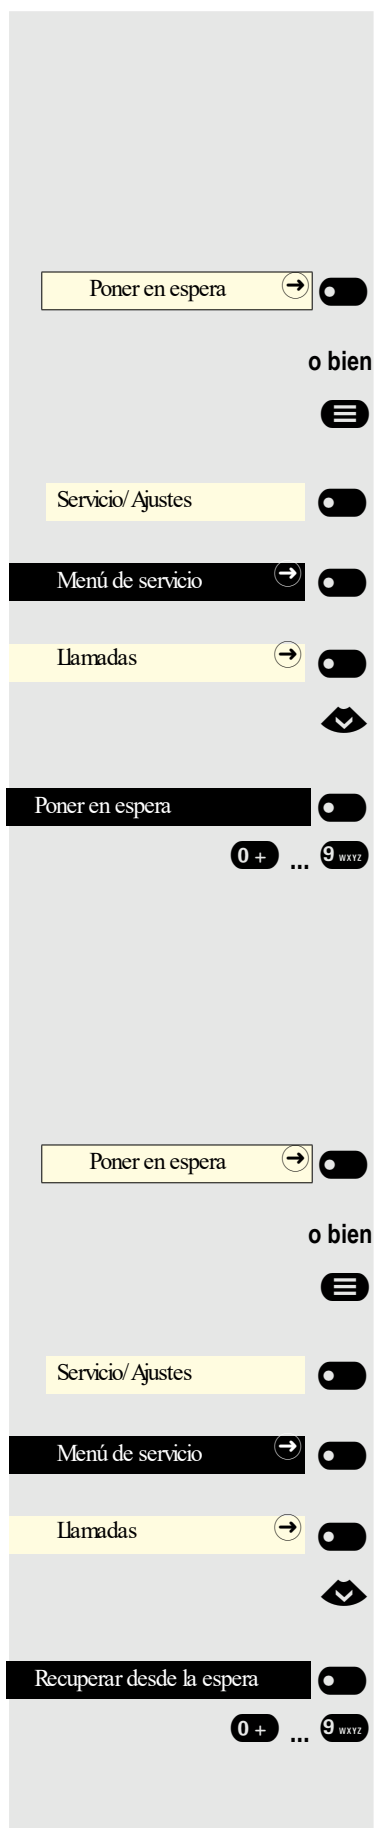 Poner en espera
o bien
Servicio/Ajustes
Menú de servicio
Llamadas
Poner en espera
0 + ... 9 WXYZ
Poner en espera
o bien
Servicio/Ajustes
Menú de servicio
Llamadas
Recuperar desde la espera
0 + ... 9 WXYZ